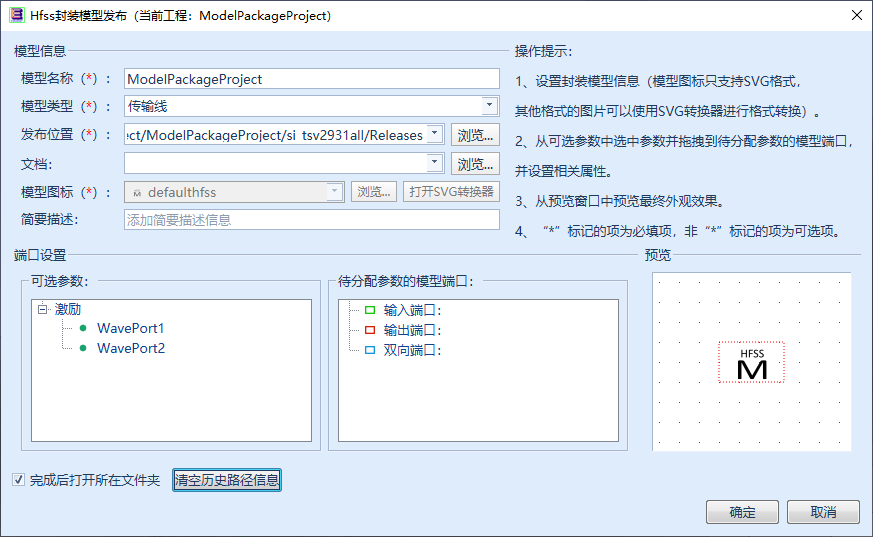 Hfss封装模型发布（当前工程：ModelPackageProject）
模型信息
模型名称（*）：
ModelPackageProject
模型类型（*）：
传输线
发布位置（*）：
ect/ModelPackageProject/si_tsv2931all/Releases
浏览...
文档：
浏览...
模型图标（*）：
defaulthfss
浏览...
打开SVG转换器
简要描述：
添加简要描述信息
操作提示：
1、设置封装模型信息（模型图标只支持SVG格式，
其他格式的图片可以使用SVG转换器进行格式转换）。
2、从可选参数中选中参数并拖拽到待分配参数的模型端口，
并设置相关属性。
3、从预览窗口中预览最终外观效果。
4、“*”标记的项为必填项，非“*”标记的项为可选项。
端口设置
可选参数：
激励
WavePort1
WavePort2
待分配参数的模型端口：
输入端口：
输出端口：
双向端口：
预览
HFSS
M
完成后打开所在文件夹
清空历史路径信息
确定
取消